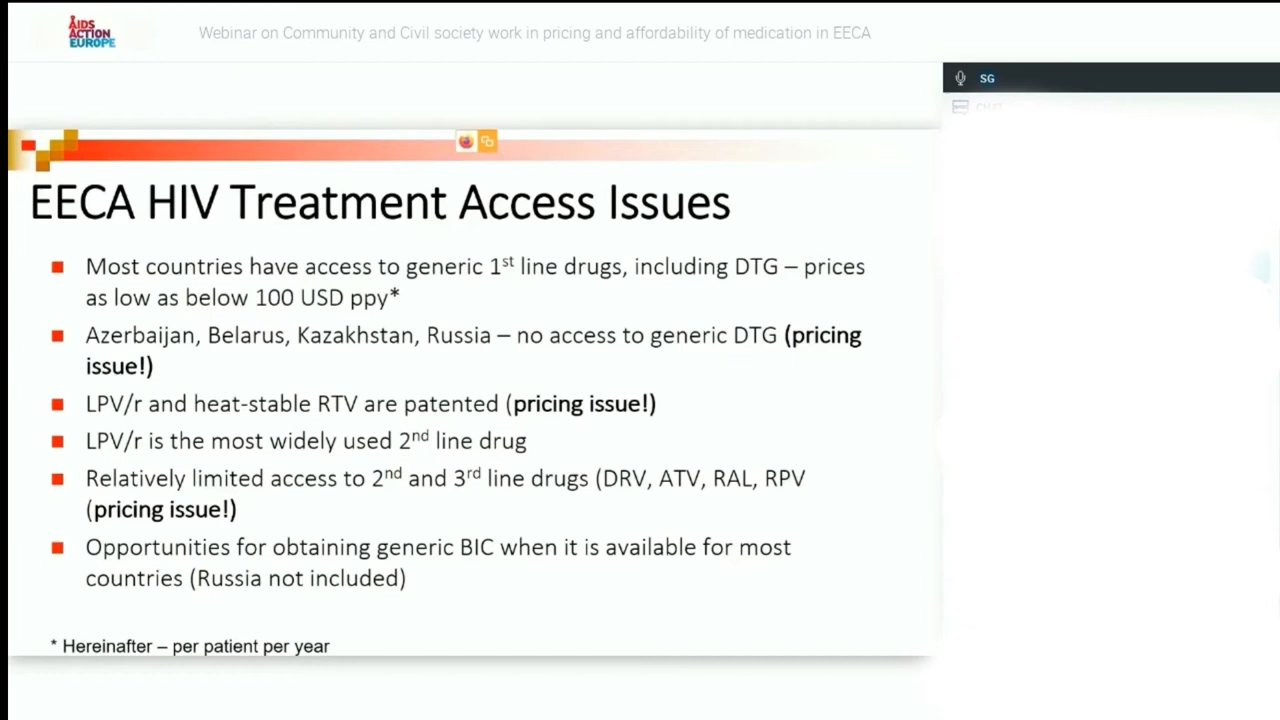 AIDS
ACTION
EUROPE
Webinar on Community and Civil society work in pricing and affordability of medication in EECA
SG
CHAT
EECA HIV Treatment Access Issues
Most countries have access to generic 1st line drugs, including DTG – prices
as low as below 100 USD ppy*
Azerbaijan, Belarus, Kazakhstan, Russia – no access to generic DTG (pricing
issue!)
LPV/r and heat-stable RTV are patented (pricing issue!)
LPV/r is the most widely used 2nd line drug
Relatively limited access to 2nd and 3rd line drugs (DRV, ATV, RAL, RPV
(pricing issue!)
Opportunities for obtaining generic BIC when it is available for most
countries (Russia not included)
* Hereinafter – per patient per year